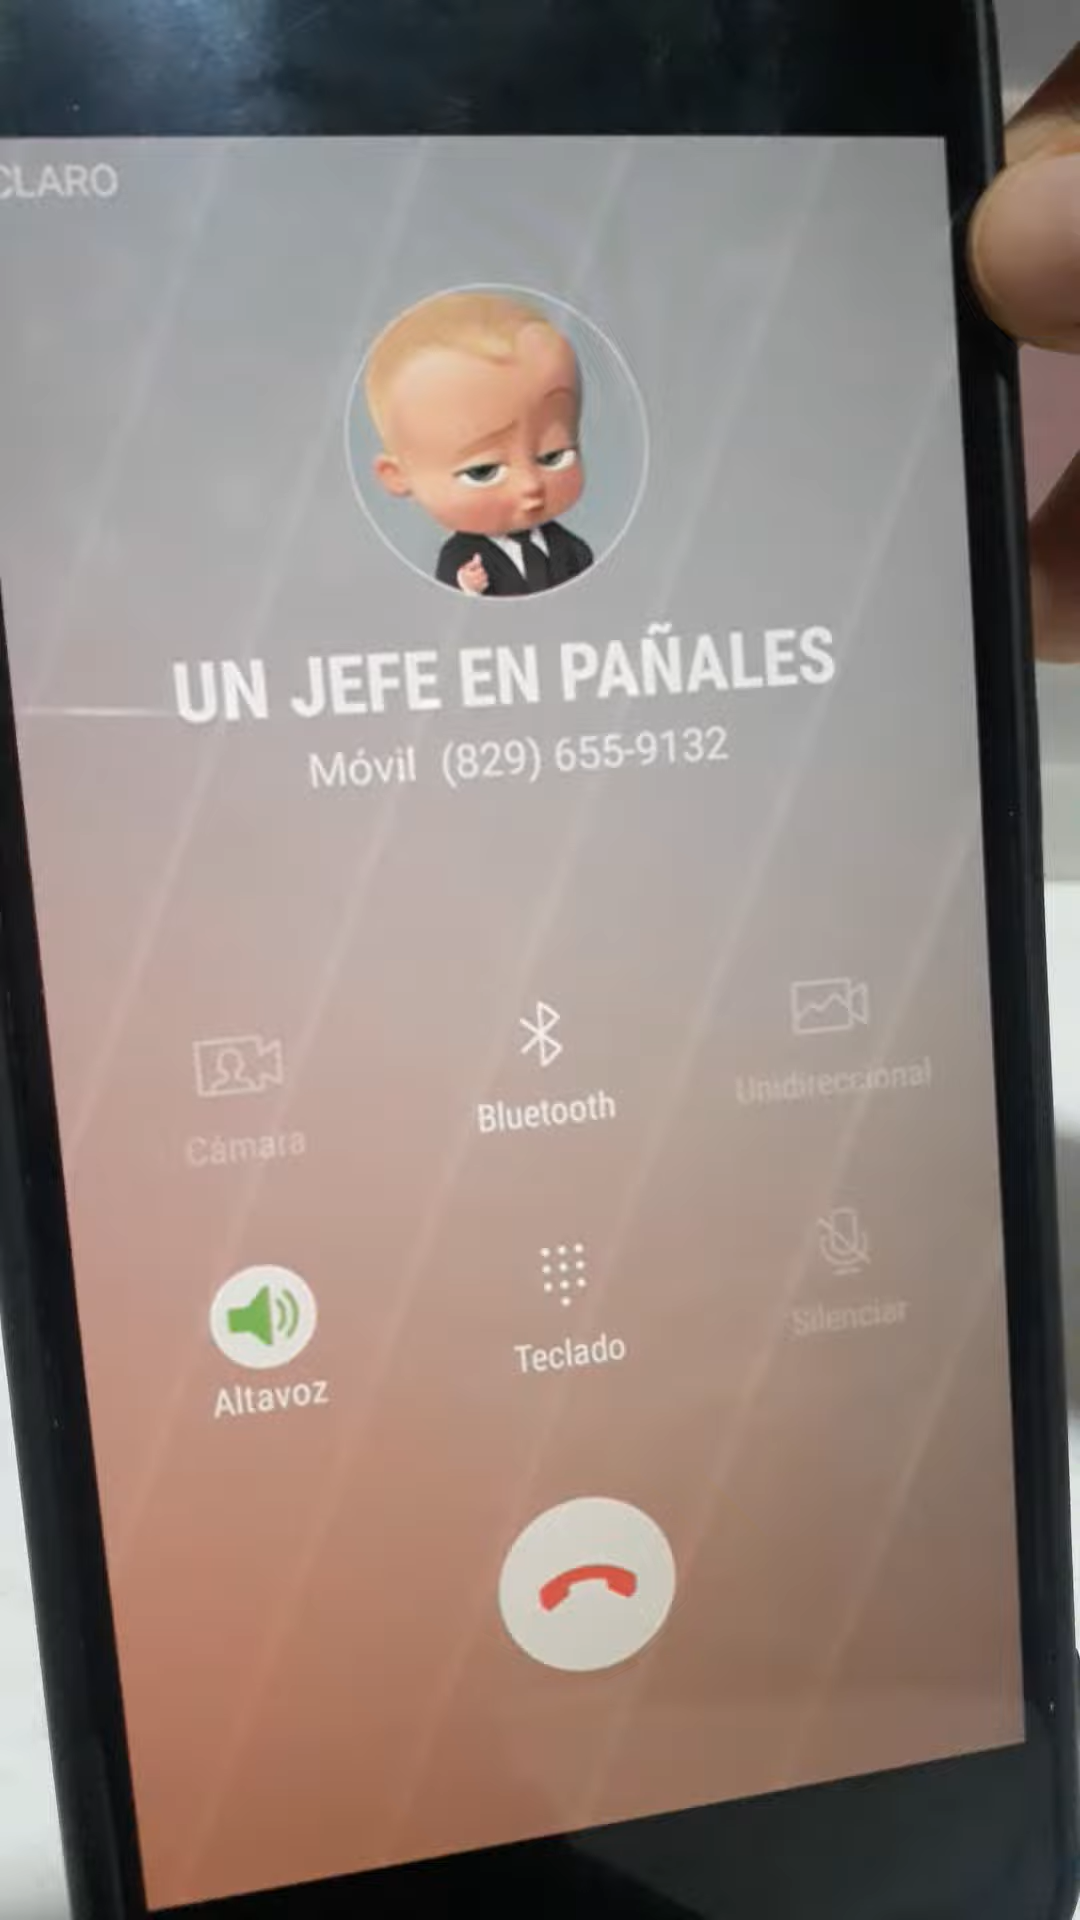 CLARO
UN JEFE EN PAÑALES
Móvil (829) 655-9132
Cámara
Bluetooth
Unidireccional
Altavoz
Teclado
Silenciar